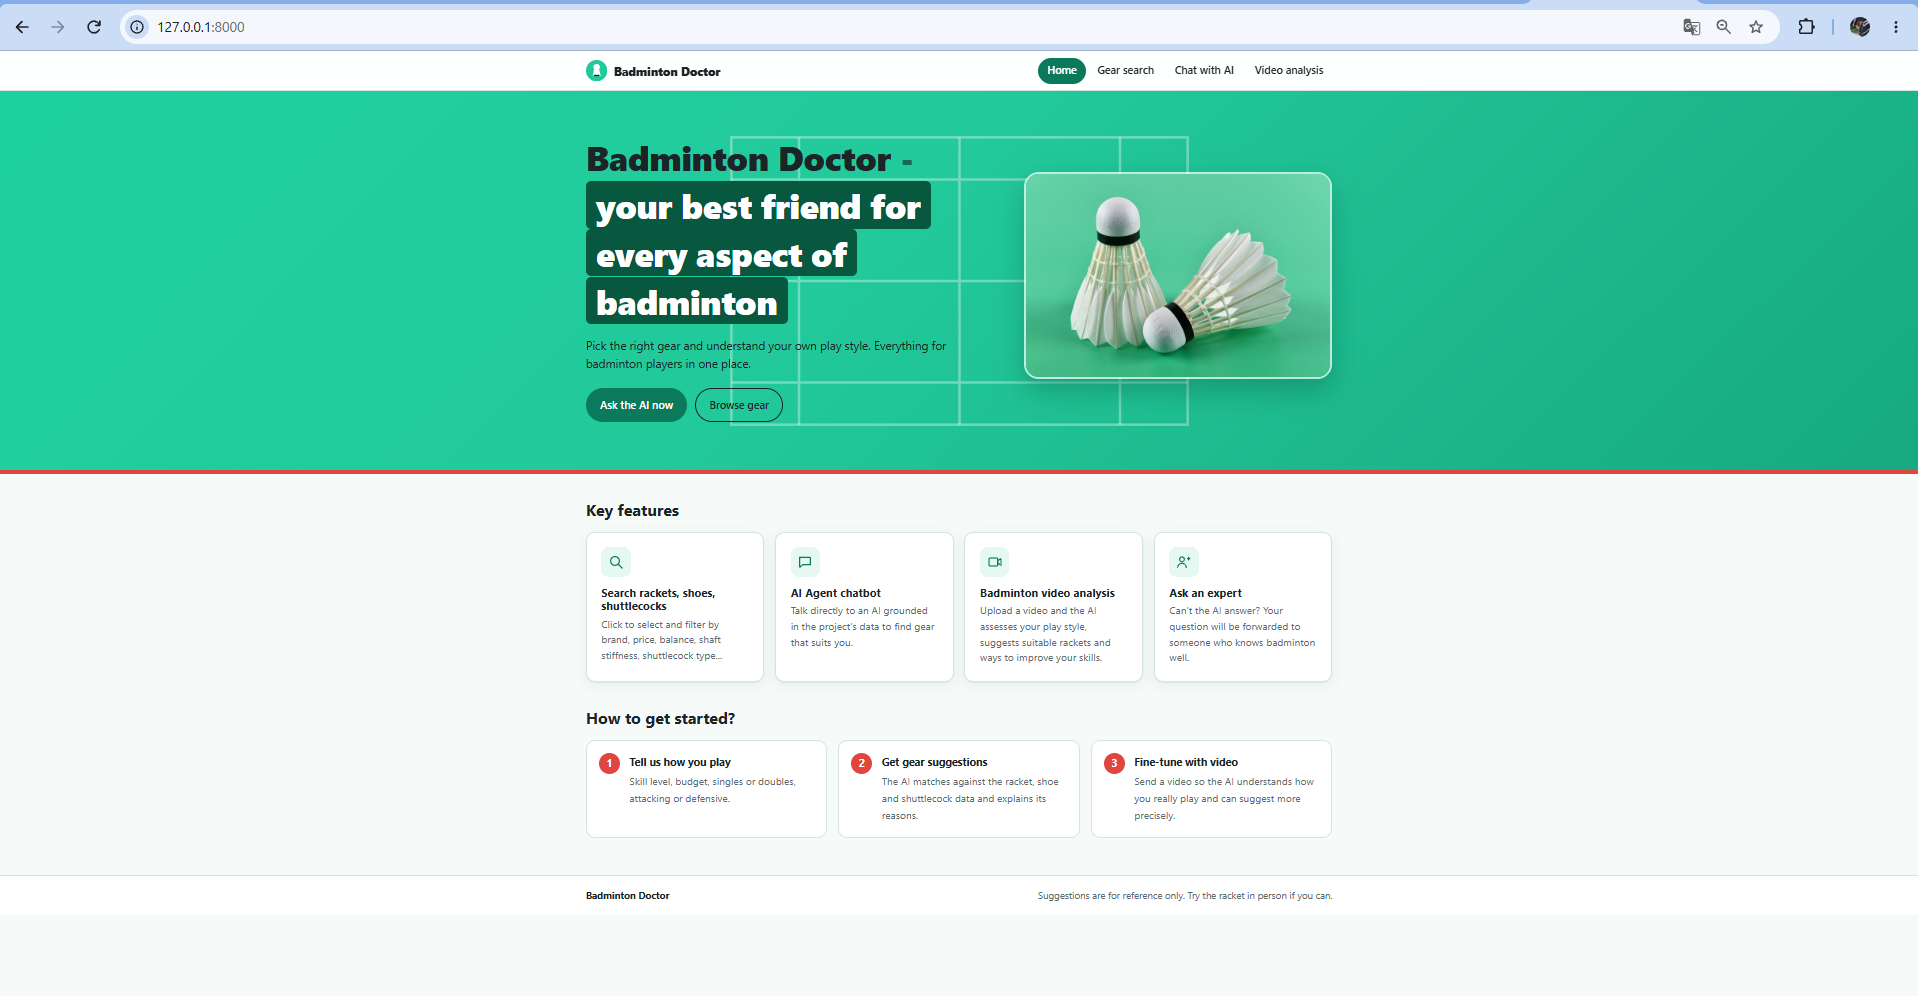 127.0.0.1:8000
Badminton Doctor
Home
Gear search
Chat with AI
Video analysis
Badminton Doctor -
your best friend for
every aspect of
badminton
Pick the right gear and understand your own play style. Everything for
badminton players in one place.
Ask the AI now
Browse gear
Key features
Search rackets, shoes,
shuttlecocks
Click to select and filter by
brand, price, balance, shaft
stiffness, shuttlecock type...
AI Agent chatbot
Talk directly to an AI grounded
in the project's data to find gear
that suits you.
Badminton video analysis
Upload a video and the AI
assesses your play style,
suggests suitable rackets and
ways to improve your skills.
Ask an expert
Can't the AI answer? Your
question will be forwarded to
someone who knows badminton
well.
How to get started?
1
Tell us how you play
Skill level, budget, singles or doubles,
attacking or defensive.
2
Get gear suggestions
The AI matches against the racket, shoe
and shuttlecock data and explains its
reasons.
3
Fine-tune with video
Send a video so the AI understands how
you really play and can suggest more
precisely.
Badminton Doctor
Suggestions are for reference only. Try the racket in person if you can.